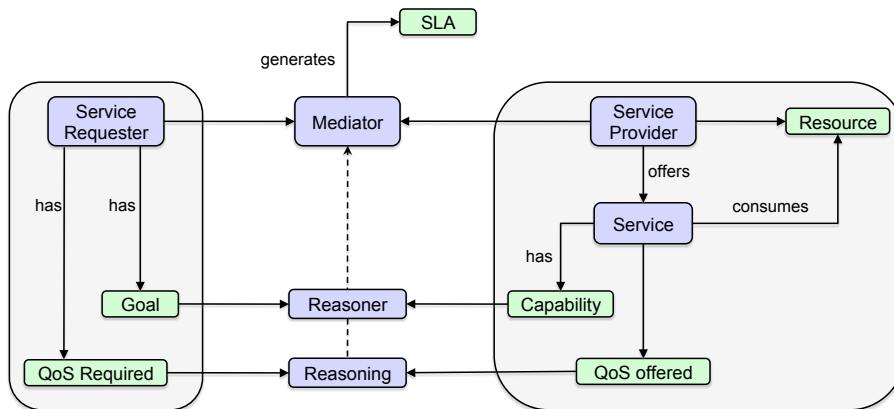 SLA
generates
Service
Requester
Mediator
Service
Provider
Resource
offers
has
has
Service
consumes
has
Goal
Reasoner
Capability
QoS Required
Reasoning
QoS offered